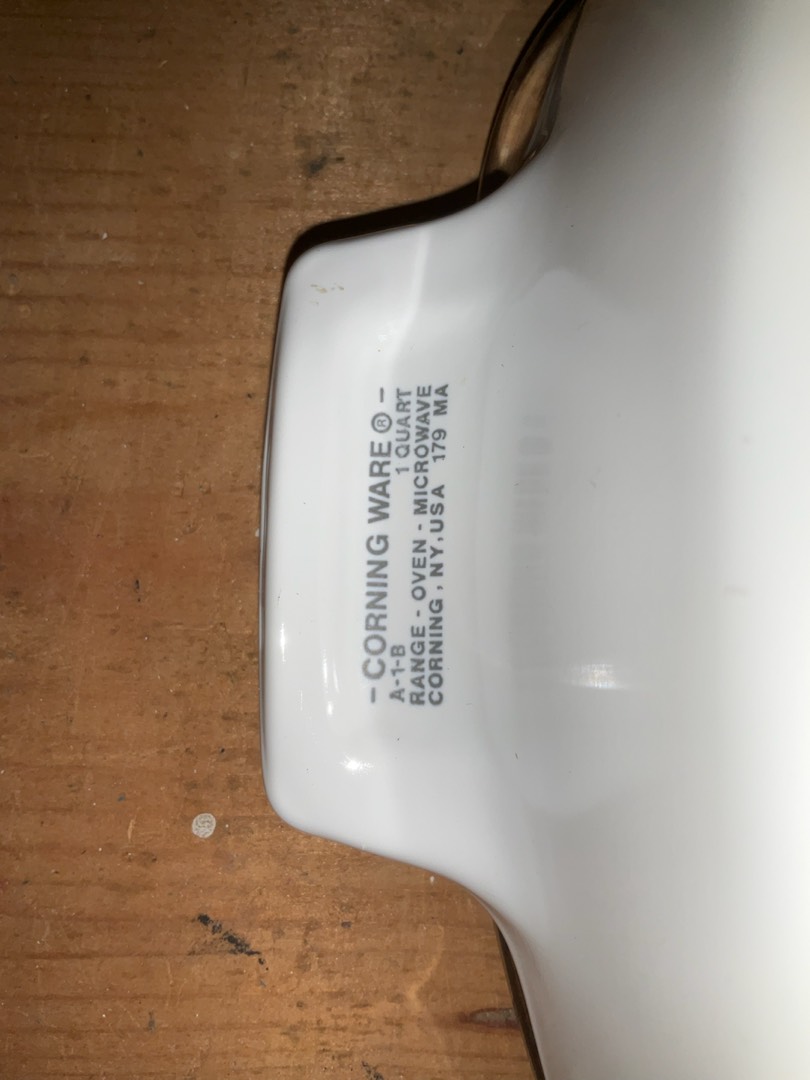 - CORNING WARE ® -
A-1-B 1 QUART
RANGE - OVEN - MICROWAVE
CORNING, NY, USA 179 MA